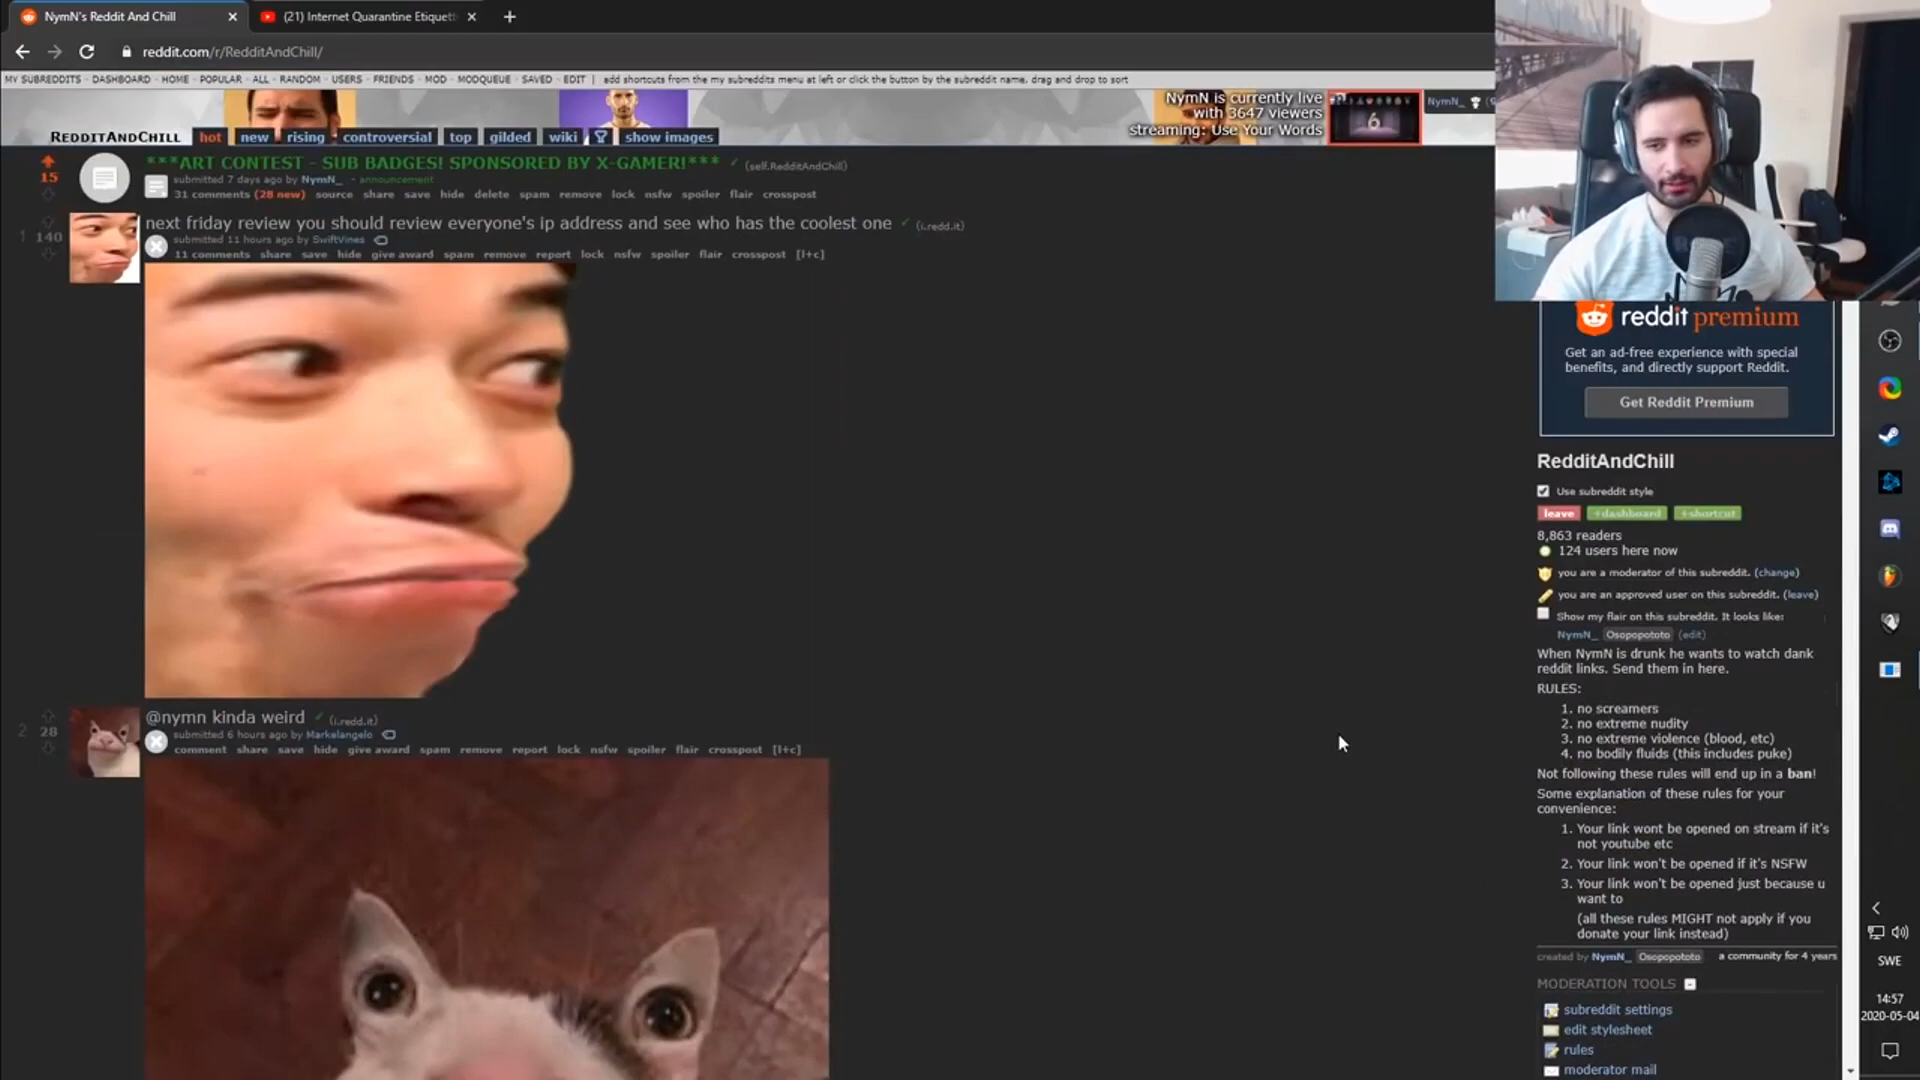 NymN's Reddit And Chill
(21) Internet Quarantine Etiquett
reddit.com/r/RedditAndChill/
MY SUBREDDITS - DASHBOARD - HOME - POPULAR - ALL - RANDOM - USERS - FRIENDS - MOD - MODQUEUE - SAVED - EDIT | add shortcuts from the my subreddits menu at left or click the button by the subreddit name, drag and drop to sort
NymN is currently live
with 3647 viewers
streaming: Use Your Words
6
NymN_
REDDITANDCHILL hot new rising controversial top gilded wiki show images
15
***ART CONTEST - SUB BADGES! SPONSORED BY X-GAMER!*** (self.RedditAndChill)
submitted 7 days ago by NymN_ - announcement
31 comments (28 new) source share save hide delete spam remove lock nsfw spoiler flair crosspost
1 140
next friday review you should review everyone's ip address and see who has the coolest one (i.redd.it)
submitted 11 hours ago by SwiftVines
11 comments share save hide give award spam remove report lock nsfw spoiler flair crosspost [l+c]
2 28
@nymn kinda weird (i.redd.it)
submitted 6 hours ago by Markelangelo
comment share save hide give award spam remove report lock nsfw spoiler flair crosspost [l+c]
reddit premium
Get an ad-free experience with special
benefits, and directly support Reddit.
Get Reddit Premium
RedditAndChill
Use subreddit style
leave +dashboard +shortcut
8,863 readers
124 users here now
you are a moderator of this subreddit. (change)
you are an approved user on this subreddit. (leave)
Show my flair on this subreddit. It looks like:
NymN_ Osopopototo (edit)
When NymN is drunk he wants to watch dank
reddit links. Send them in here.
RULES:
1. no screamers
2. no extreme nudity
3. no extreme violence (blood, etc)
4. no bodily fluids (this includes puke)
Not following these rules will end up in a ban!
Some explanation of these rules for your
convenience:
1. Your link wont be opened on stream if it's
not youtube etc
2. Your link won't be opened if it's NSFW
3. Your link won't be opened just because u
want to
(all these rules MIGHT not apply if you
donate your link instead)
created by NymN_ Osopopototo a community for 4 years
MODERATION TOOLS
subreddit settings
edit stylesheet
rules
moderator mail
SWE
14:57
2020-05-04